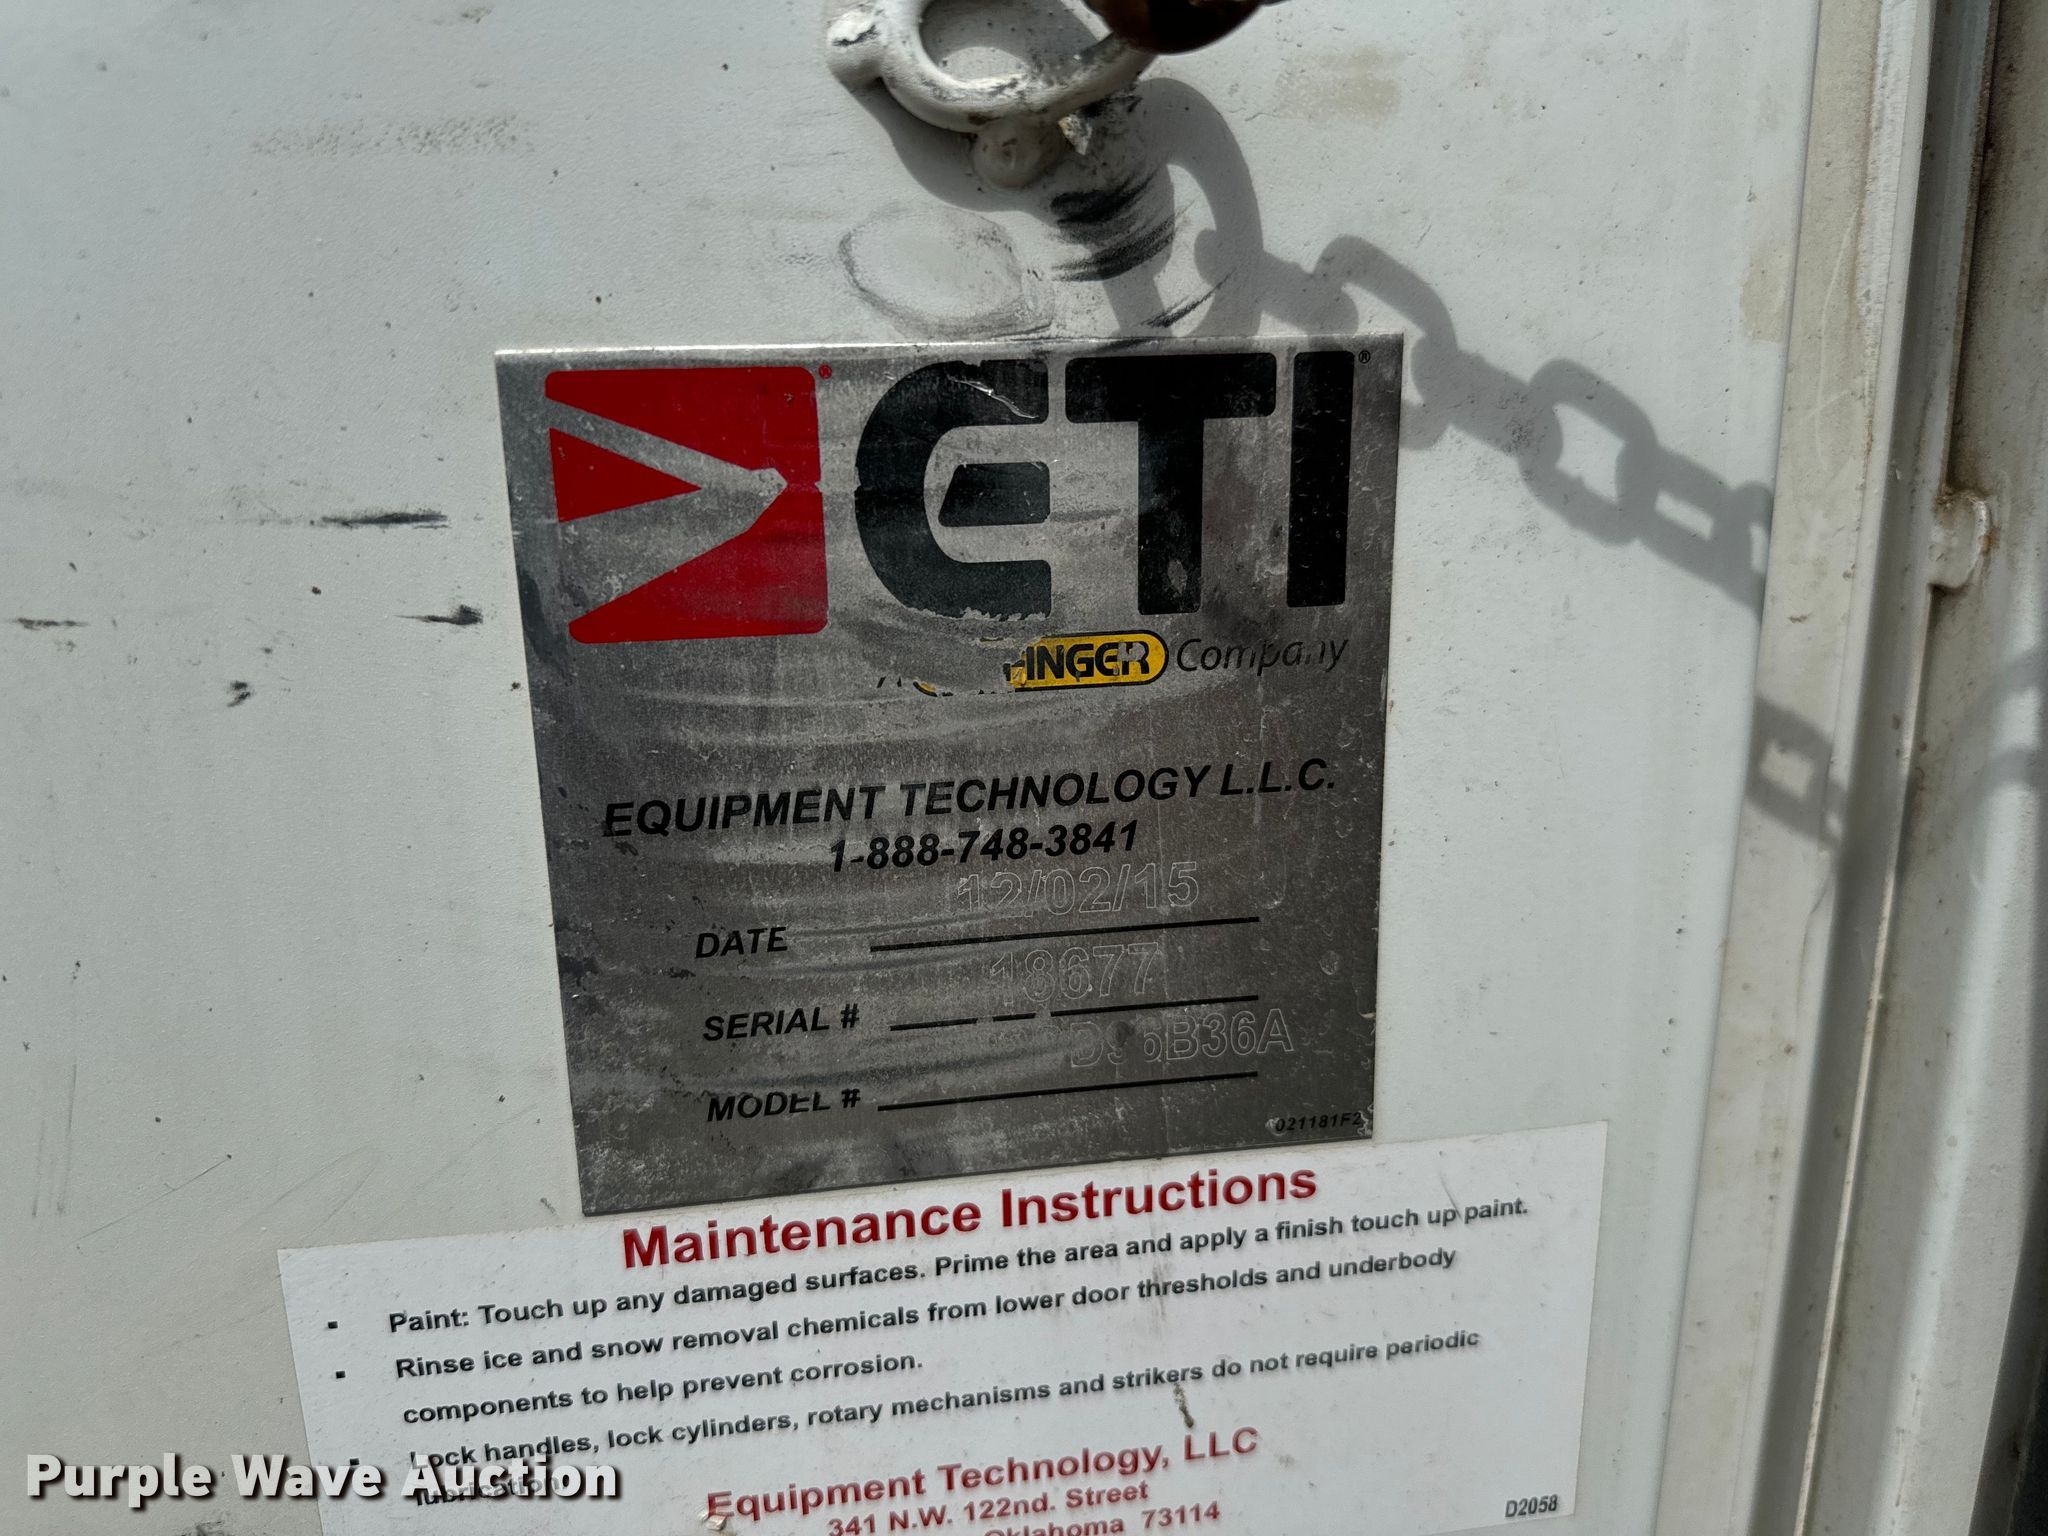 ETI
INGER Company
EQUIPMENT TECHNOLOGY L.L.C.
1-888-748-3841
12/02/15
DATE
18677
SERIAL #
B36A
MODEL #
021181F2
Maintenance Instructions
▪ Paint: Touch up any damaged surfaces. Prime the area and apply a finish touch up paint.
▪ Rinse ice and snow removal chemicals from lower door thresholds and underbody
components to help prevent corrosion.
▪ Lock handles, lock cylinders, rotary mechanisms and strikers do not require periodic
lubrication.
Equipment Technology, LLC
341 N.W. 122nd. Street
Oklahoma 73114
D2058
Purple Wave Auction